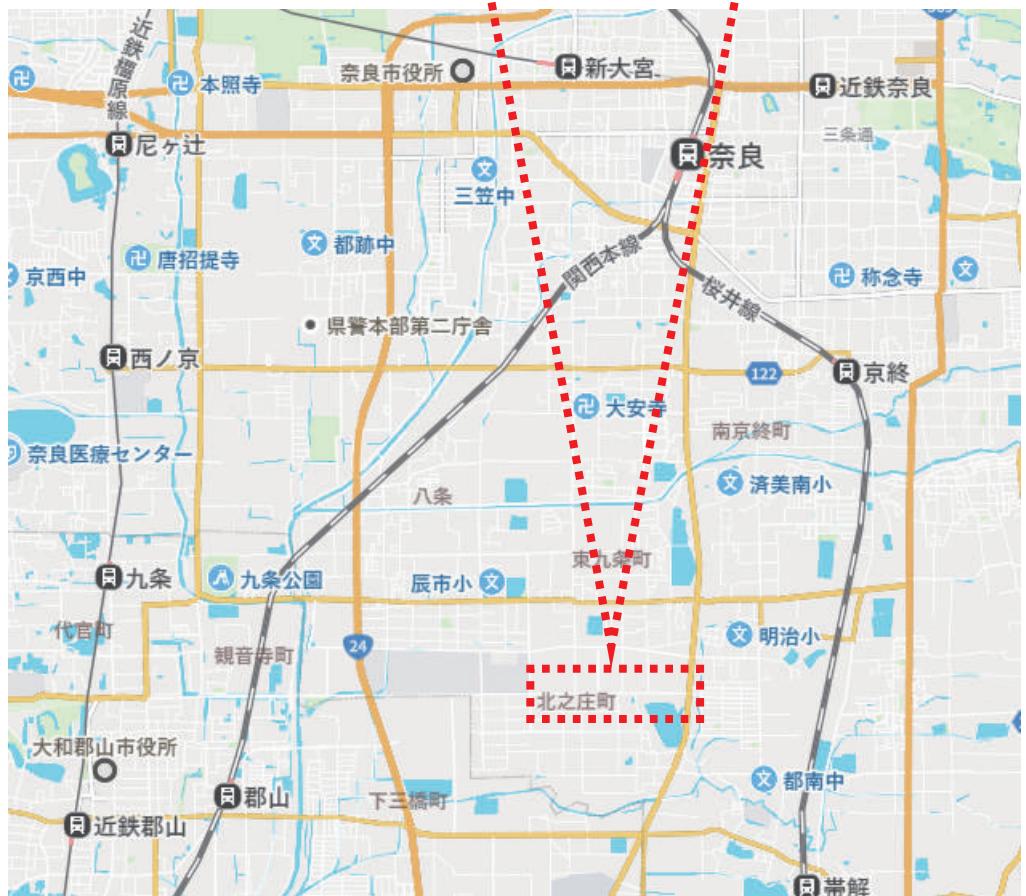 近鉄橿原線
本照寺
奈良市役所
新大宮
近鉄奈良
尼ヶ辻
三条通
奈良
三笠中
都跡中
唐招提寺
京西中
関西本線
桜井線
称念寺
県警本部第二庁舎
西ノ京
122
京終
大安寺
南京終町
奈良医療センター
済美南小
八条
東九条町
九条
九条公園
辰市小
代官町
観音寺町
24
明治小
北之庄町
大和郡山市役所
都南中
郡山
下三橋町
近鉄郡山
帯解